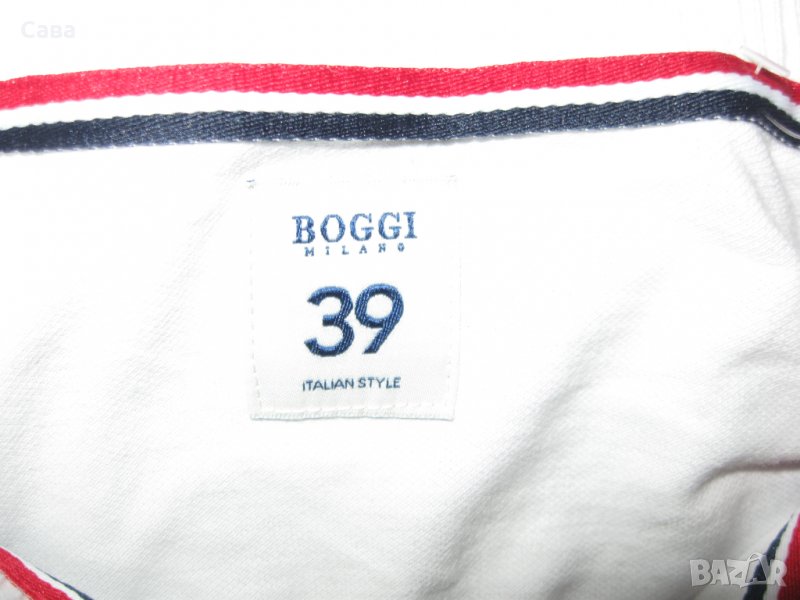 Сава
BOGGI
MILANO
39
ITALIAN STYLE
BAZAR